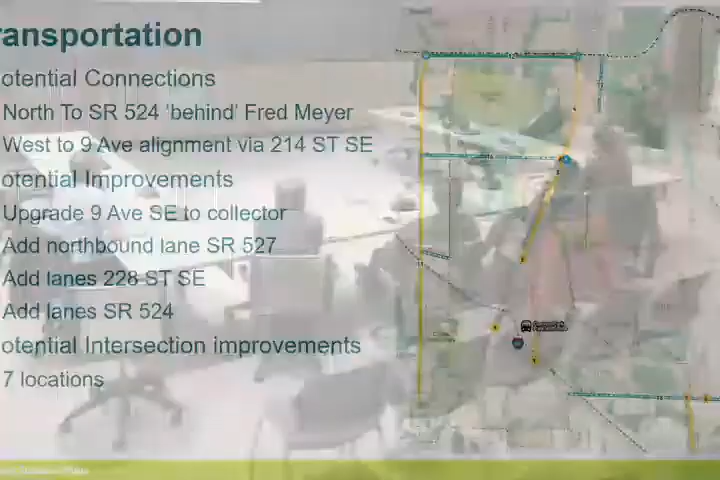 ransportation
otential Connections
North To SR 524 'behind' Fred Meyer
West to 9 Ave alignment via 214 ST SE
otential Improvements
Upgrade 9 Ave SE to collector
Add northbound lane SR 527
Add lanes 228 ST SE
Add lanes SR 524
otential Intersection improvements
7 locations